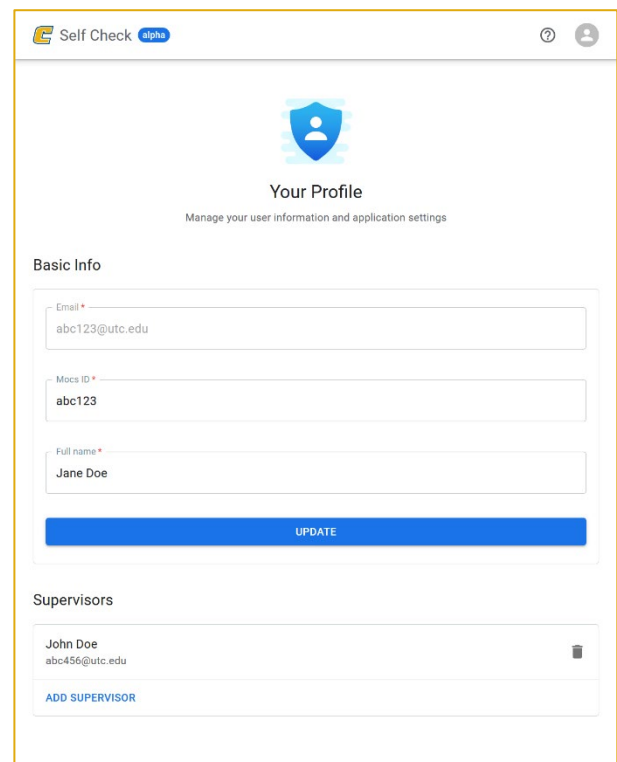 Self Check alpha
Your Profile
Manage your user information and application settings
Basic Info
Email *
abc123@utc.edu
Mocs ID *
abc123
Full name *
Jane Doe
UPDATE
Supervisors
John Doe
abc456@utc.edu
ADD SUPERVISOR